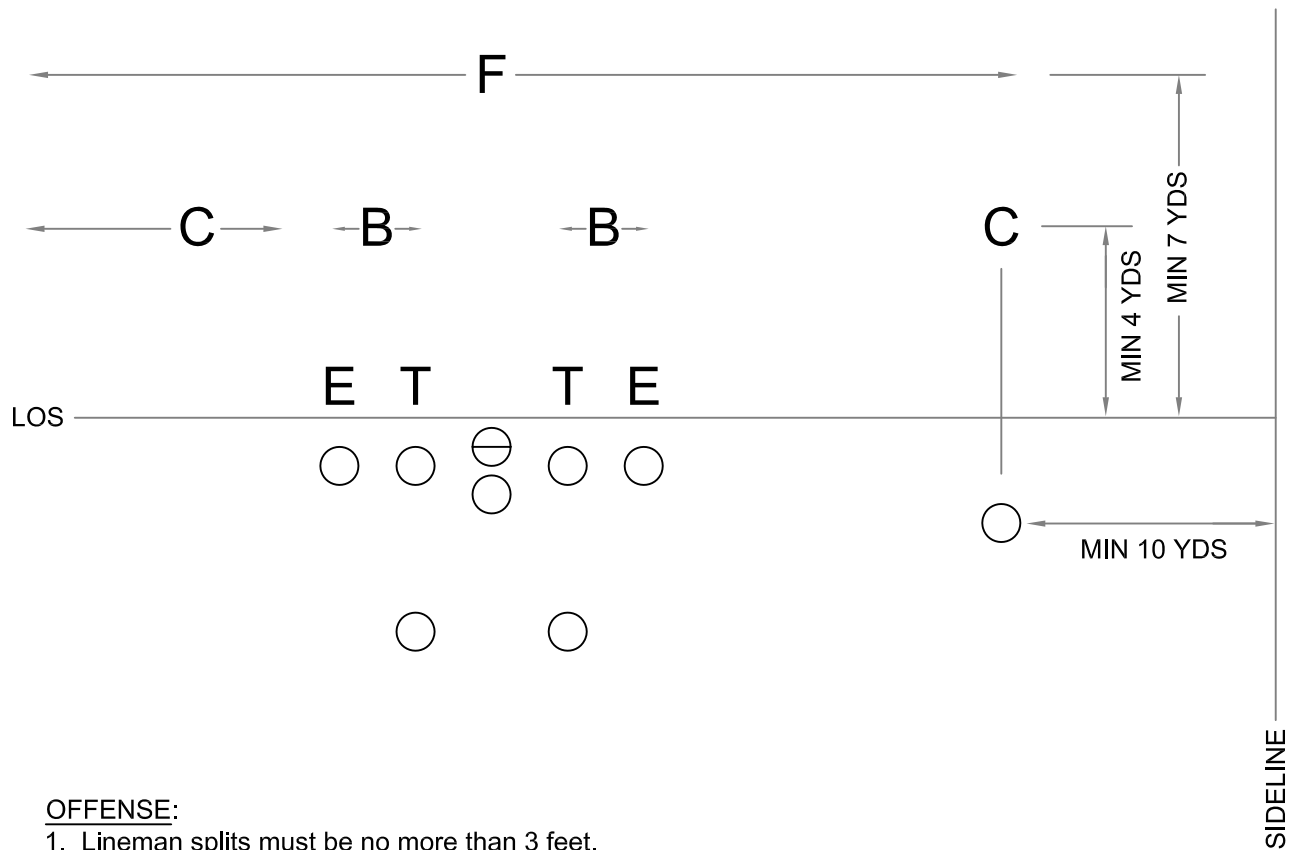 F
C B B C
MIN 4 YDS
MIN 7 YDS
E T T E
LOS
MIN 10 YDS
SIDELINE
OFFENSE:
1. Lineman splits must be no more than 3 feet.